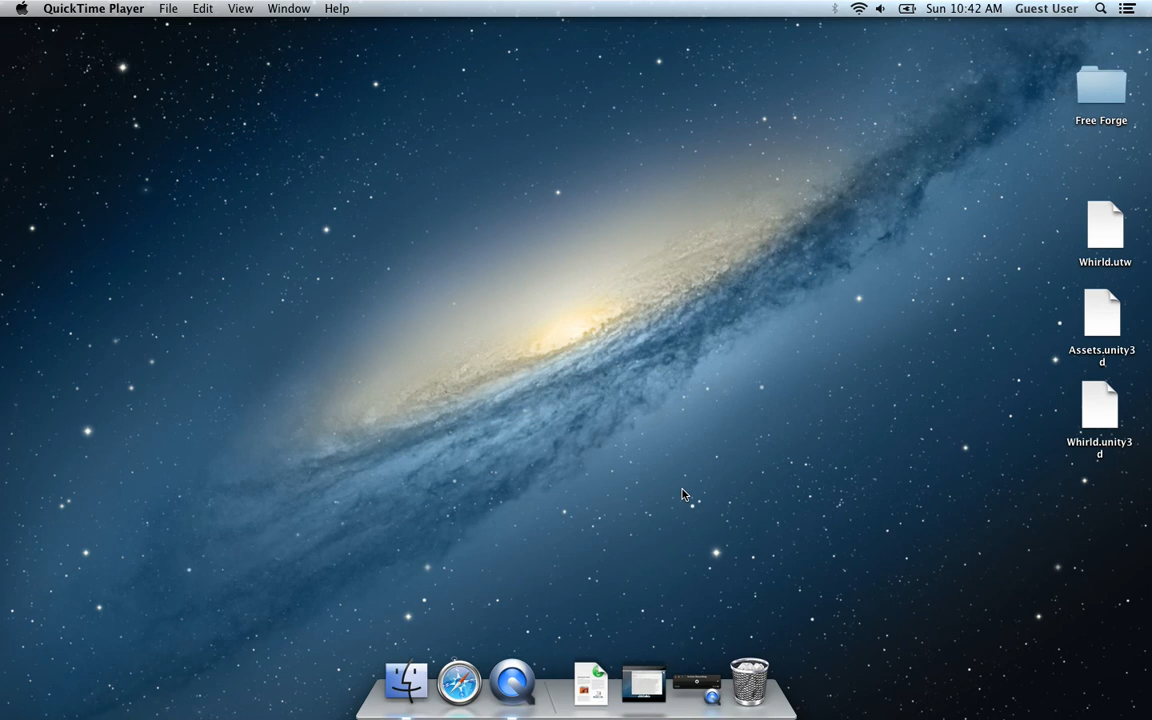 QuickTime Player File Edit View Window Help Sun 10:42 AM Guest User
Free Forge
Whirld.utw
Assets.unity3
d
Whirld.unity3
d